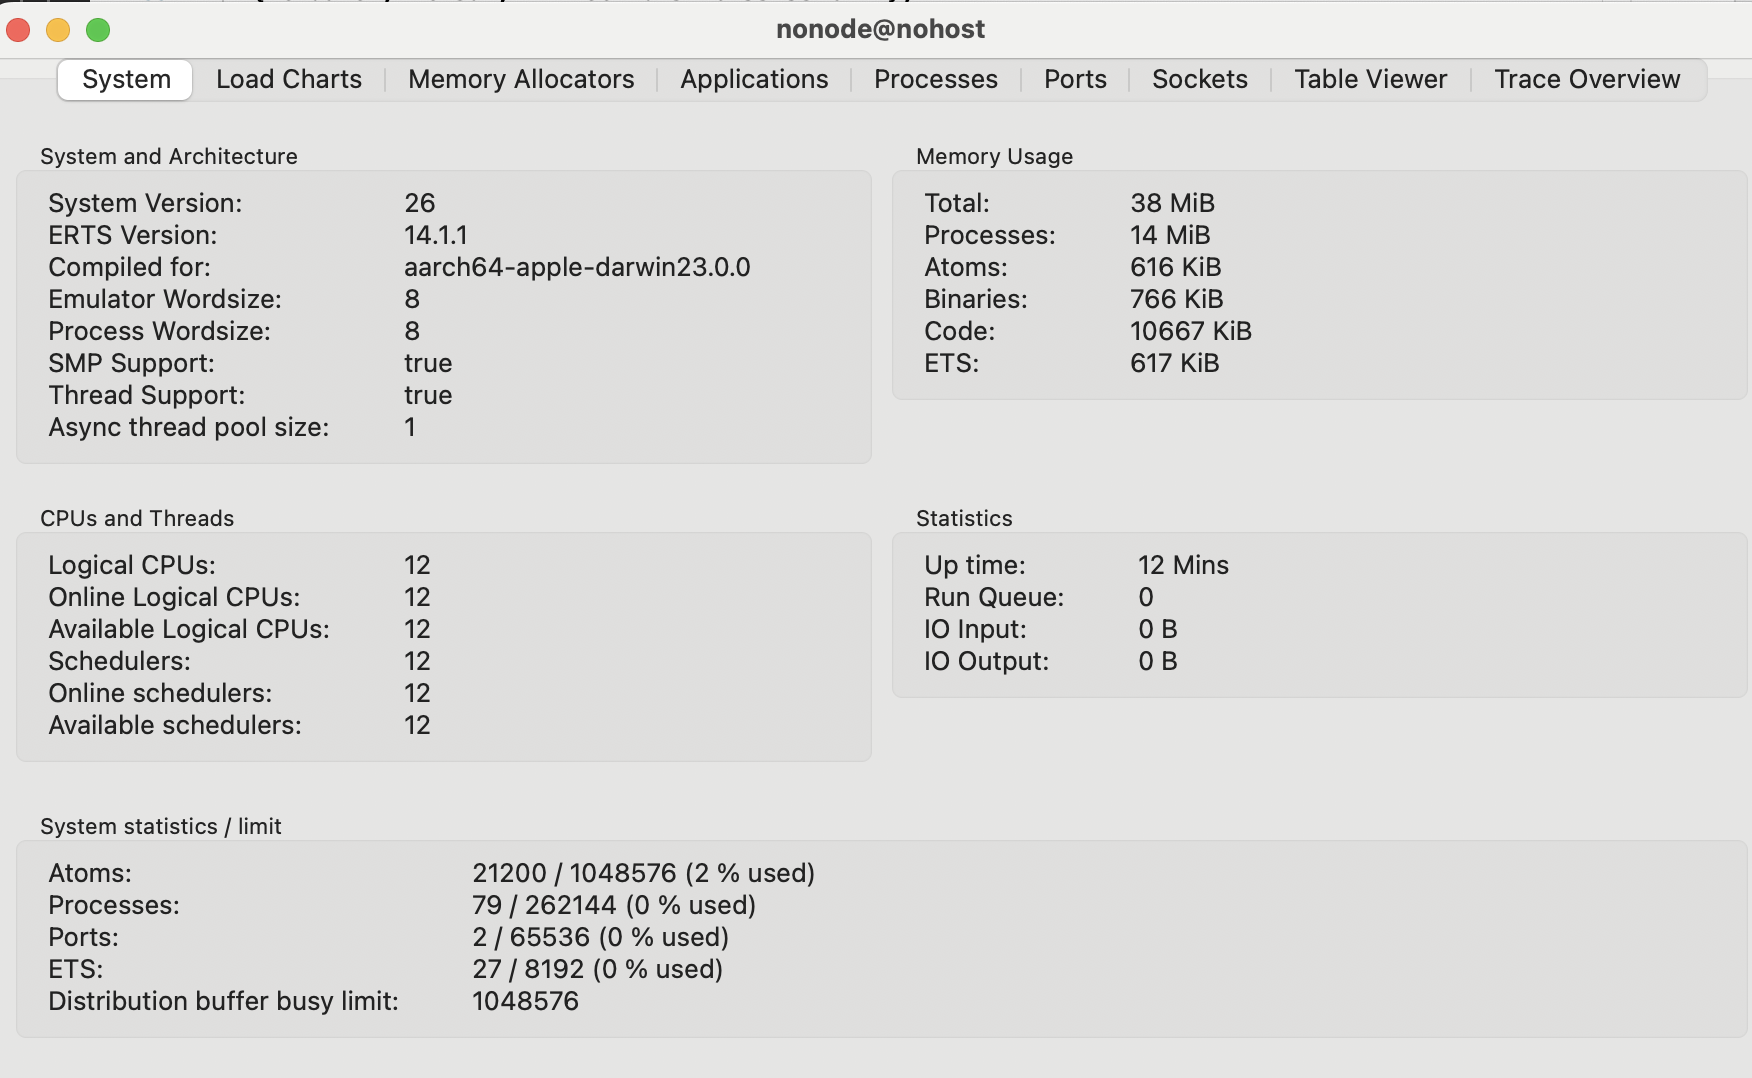 nonode@nohost
System Load Charts Memory Allocators Applications Processes Ports Sockets Table Viewer Trace Overview
System and Architecture
System Version: 26
ERTS Version: 14.1.1
Compiled for: aarch64-apple-darwin23.0.0
Emulator Wordsize: 8
Process Wordsize: 8
SMP Support: true
Thread Support: true
Async thread pool size: 1
Memory Usage
Total: 38 MiB
Processes: 14 MiB
Atoms: 616 KiB
Binaries: 766 KiB
Code: 10667 KiB
ETS: 617 KiB
CPUs and Threads
Logical CPUs: 12
Online Logical CPUs: 12
Available Logical CPUs: 12
Schedulers: 12
Online schedulers: 12
Available schedulers: 12
Statistics
Up time: 12 Mins
Run Queue: 0
IO Input: 0 B
IO Output: 0 B
System statistics / limit
Atoms: 21200 / 1048576 (2 % used)
Processes: 79 / 262144 (0 % used)
Ports: 2 / 65536 (0 % used)
ETS: 27 / 8192 (0 % used)
Distribution buffer busy limit: 1048576